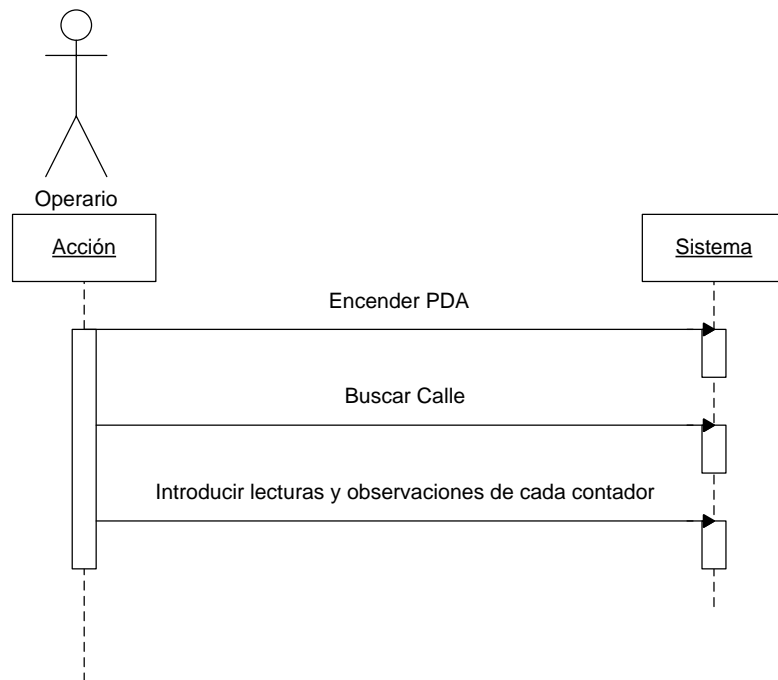 Operario
Acción
Sistema
Encender PDA
Buscar Calle
Introducir lecturas y observaciones de cada contador